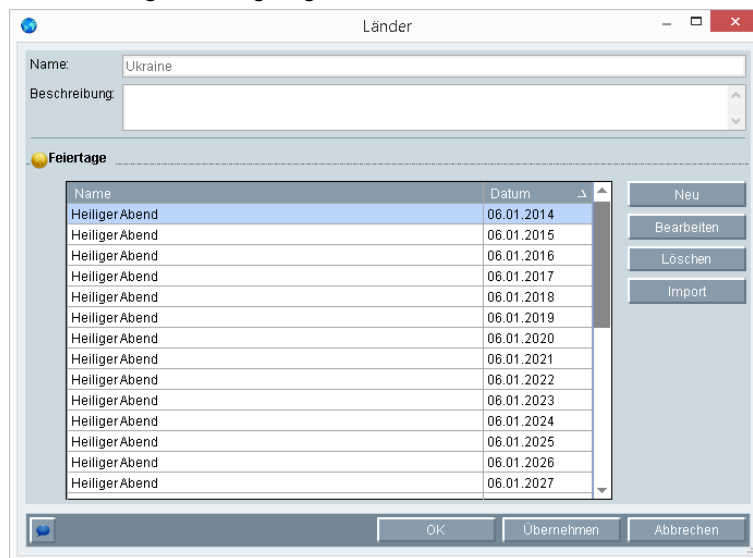 Länder
Name: Ukraine
Beschreibung:
Feiertage
Name Datum
Heiliger Abend 06.01.2014
Heiliger Abend 06.01.2015
Heiliger Abend 06.01.2016
Heiliger Abend 06.01.2017
Heiliger Abend 06.01.2018
Heiliger Abend 06.01.2019
Heiliger Abend 06.01.2020
Heiliger Abend 06.01.2021
Heiliger Abend 06.01.2022
Heiliger Abend 06.01.2023
Heiliger Abend 06.01.2024
Heiliger Abend 06.01.2025
Heiliger Abend 06.01.2026
Heiliger Abend 06.01.2027
Neu
Bearbeiten
Löschen
Import
OK Übernehmen Abbrechen